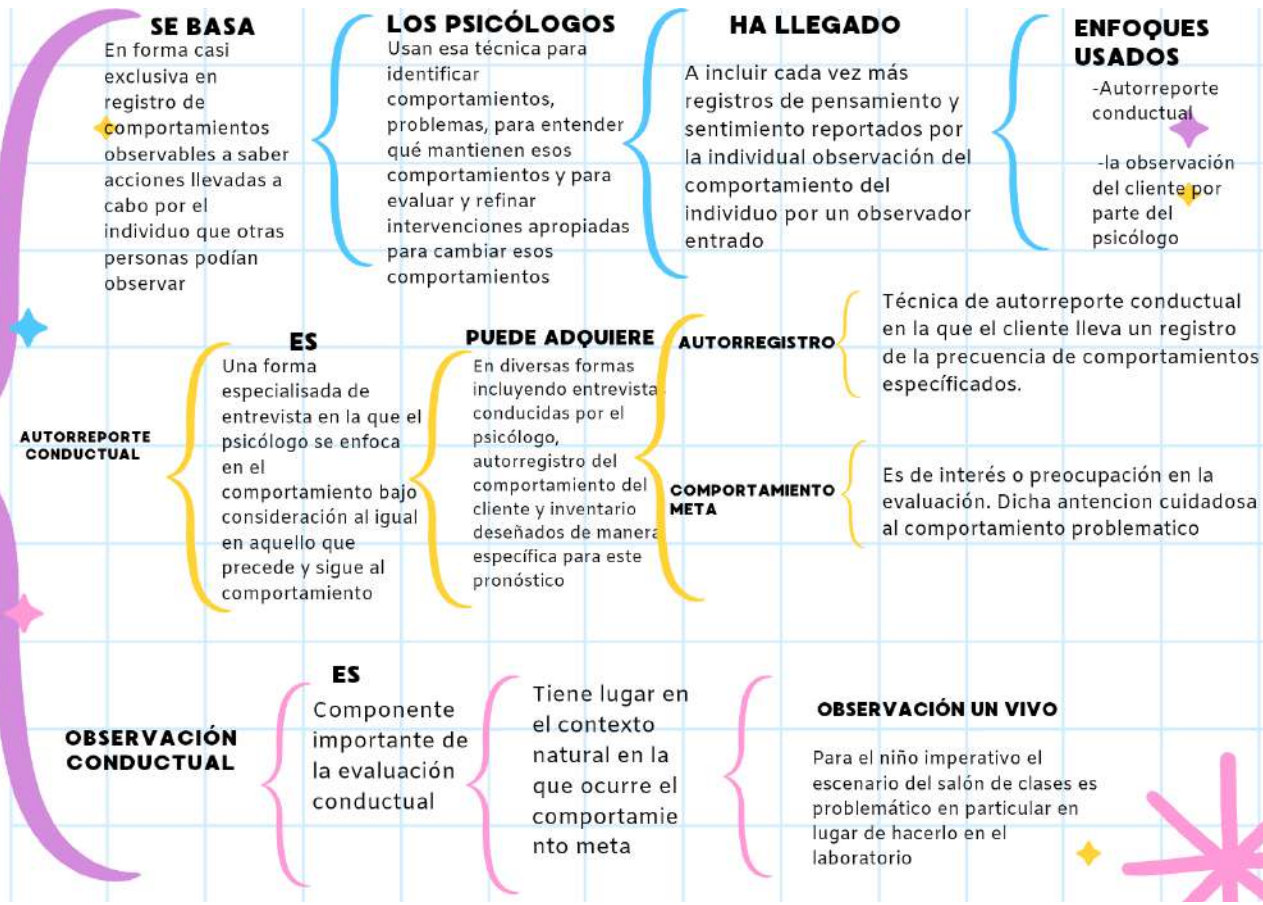 SE BASA
En forma casi
exclusiva en
registro de
comportamientos
observables a saber
acciones llevadas a
cabo por el
individuo que otras
personas podían
observar
LOS PSICÓLOGOS
Usan esa técnica para
identificar
comportamientos,
problemas, para entender
qué mantienen esos
comportamientos y para
evaluar y refinar
intervenciones apropiadas
para cambiar esos
comportamientos
HA LLEGADO
A incluir cada vez más
registros de pensamiento y
sentimiento reportados por
la individual observación del
comportamiento del
individuo por un observador
entrado
ENFOQUES
USADOS
-Autorreporte
conductual
-la observación
del cliente por
parte del
psicólogo
AUTORREPORTE
CONDUCTUAL
ES
Una forma
especialisada de
entrevista en la que el
psicólogo se enfoca
en el
comportamiento bajo
consideración al igual
en aquello que
precede y sigue al
comportamiento
PUEDE ADQUIERE
En diversas formas
incluyendo entrevistas
conducidas por el
psicólogo,
autorregistro del
comportamiento del
cliente y inventario
deseñados de manera
específica para este
pronóstico
AUTORREGISTRO
Técnica de autorreporte conductual
en la que el cliente lleva un registro
de la precuencia de comportamientos
específicados.
COMPORTAMIENTO
META
Es de interés o preocupación en la
evaluación. Dicha antencion cuidadosa
al comportamiento problematico
OBSERVACIÓN
CONDUCTUAL
ES
Componente
importante de
la evaluación
conductual
Tiene lugar en
el contexto
natural en la
que ocurre el
comportamie
nto meta
OBSERVACIÓN UN VIVO
Para el niño imperativo el
escenario del salón de clases es
problemático en particular en
lugar de hacerlo en el
laboratorio